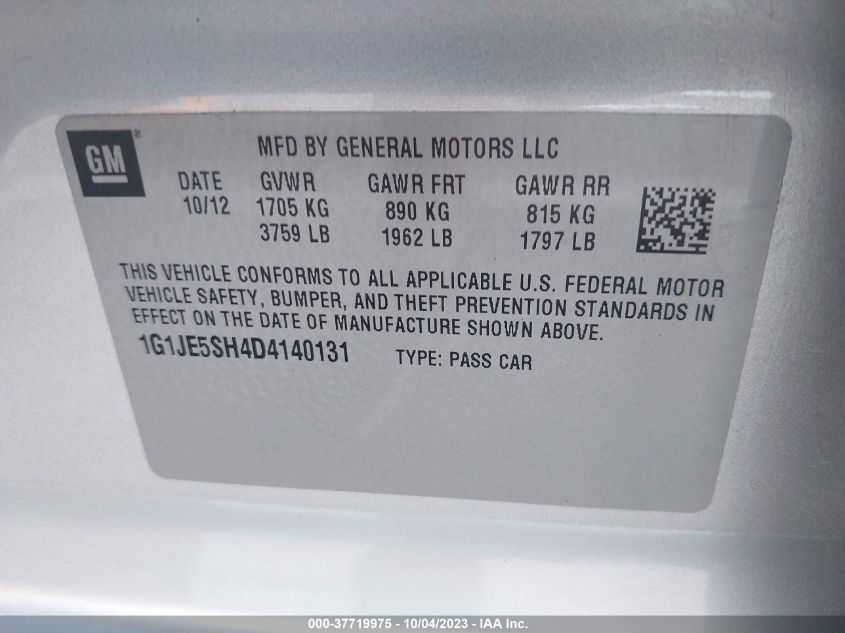 GM ®
MFD BY GENERAL MOTORS LLC
DATE GVWR GAWR FRT GAWR RR
10/12 1705 KG 890 KG 815 KG
3759 LB 1962 LB 1797 LB
THIS VEHICLE CONFORMS TO ALL APPLICABLE U.S. FEDERAL MOTOR
VEHICLE SAFETY, BUMPER, AND THEFT PREVENTION STANDARDS IN
EFFECT ON THE DATE OF MANUFACTURE SHOWN ABOVE.
1G1JE5SH4D4140131 TYPE: PASS CAR
000-37719975 - 10/04/2023 - IAA Inc.